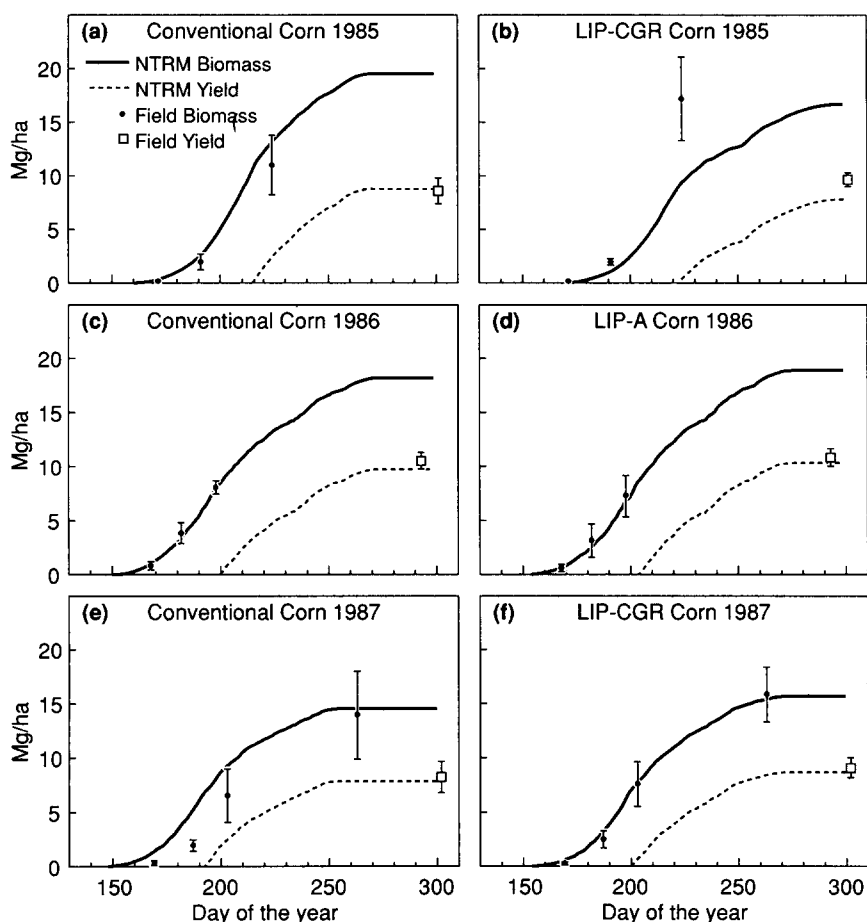 (a) Conventional Corn 1985
NTRM Biomass
NTRM Yield
Field Biomass
Field Yield
20
15
10
5
0
Mg/ha
(b) LIP-CGR Corn 1985
(c) Conventional Corn 1986
20
15
10
5
0
Mg/ha
(d) LIP-A Corn 1986
(e) Conventional Corn 1987
20
15
10
5
0
Mg/ha
150 200 250 300
Day of the year
(f) LIP-CGR Corn 1987
150 200 250 300
Day of the year